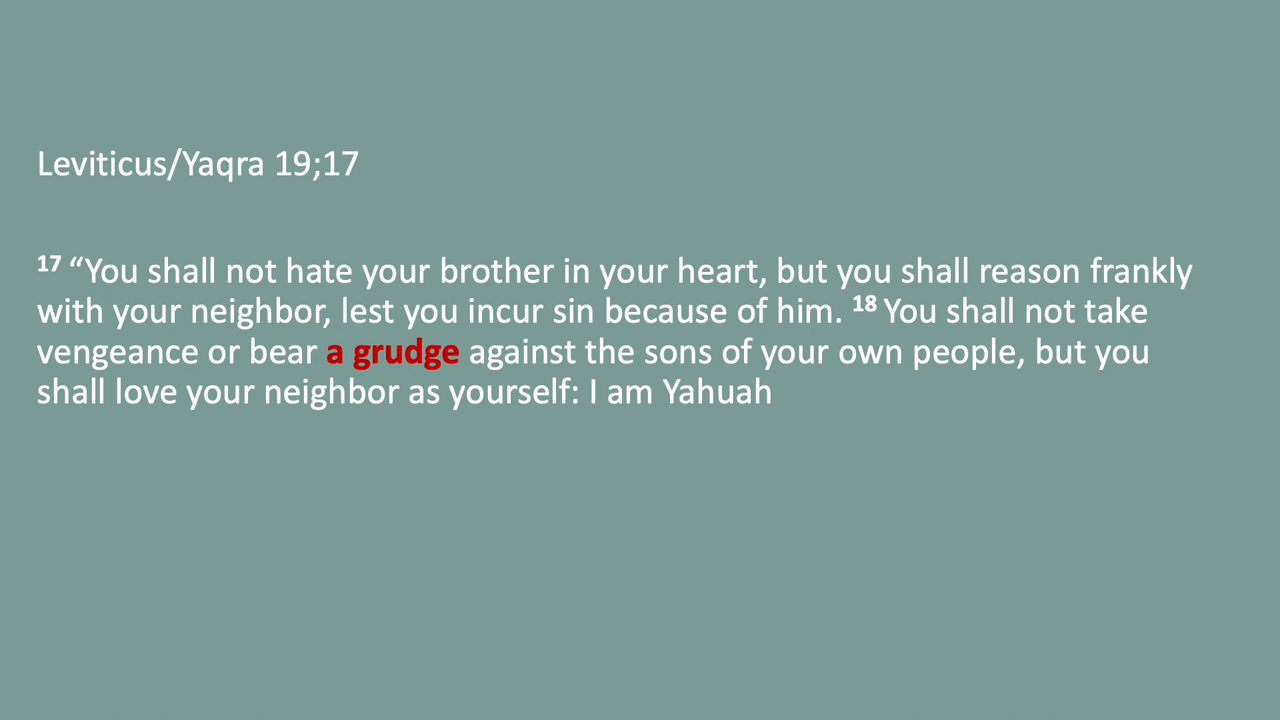 Leviticus/Yaqra 19;17
17 “You shall not hate your brother in your heart, but you shall reason frankly
with your neighbor, lest you incur sin because of him. 18 You shall not take
vengeance or bear a grudge against the sons of your own people, but you
shall love your neighbor as yourself: I am Yahuah